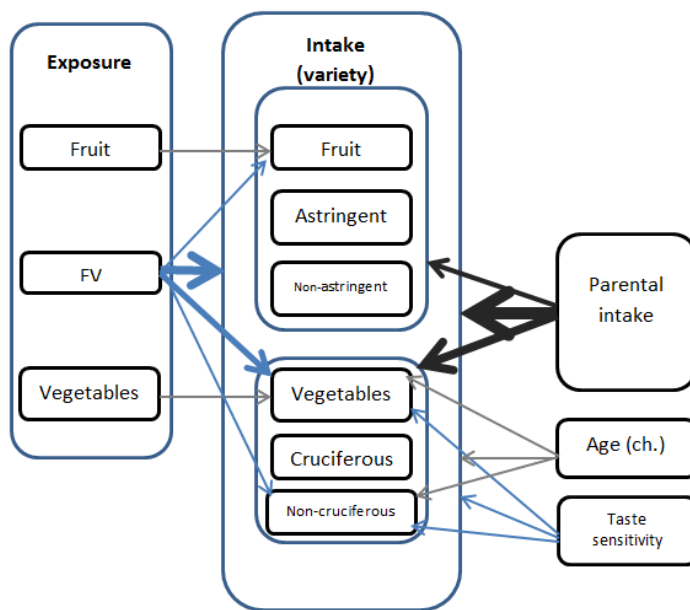 Exposure
Fruit
FV
Vegetables
Intake
(variety)
Fruit
Astringent
Non-astringent
Vegetables
Cruciferous
Non-cruciferous
Parental
intake
Age (ch.)
Taste
sensitivity